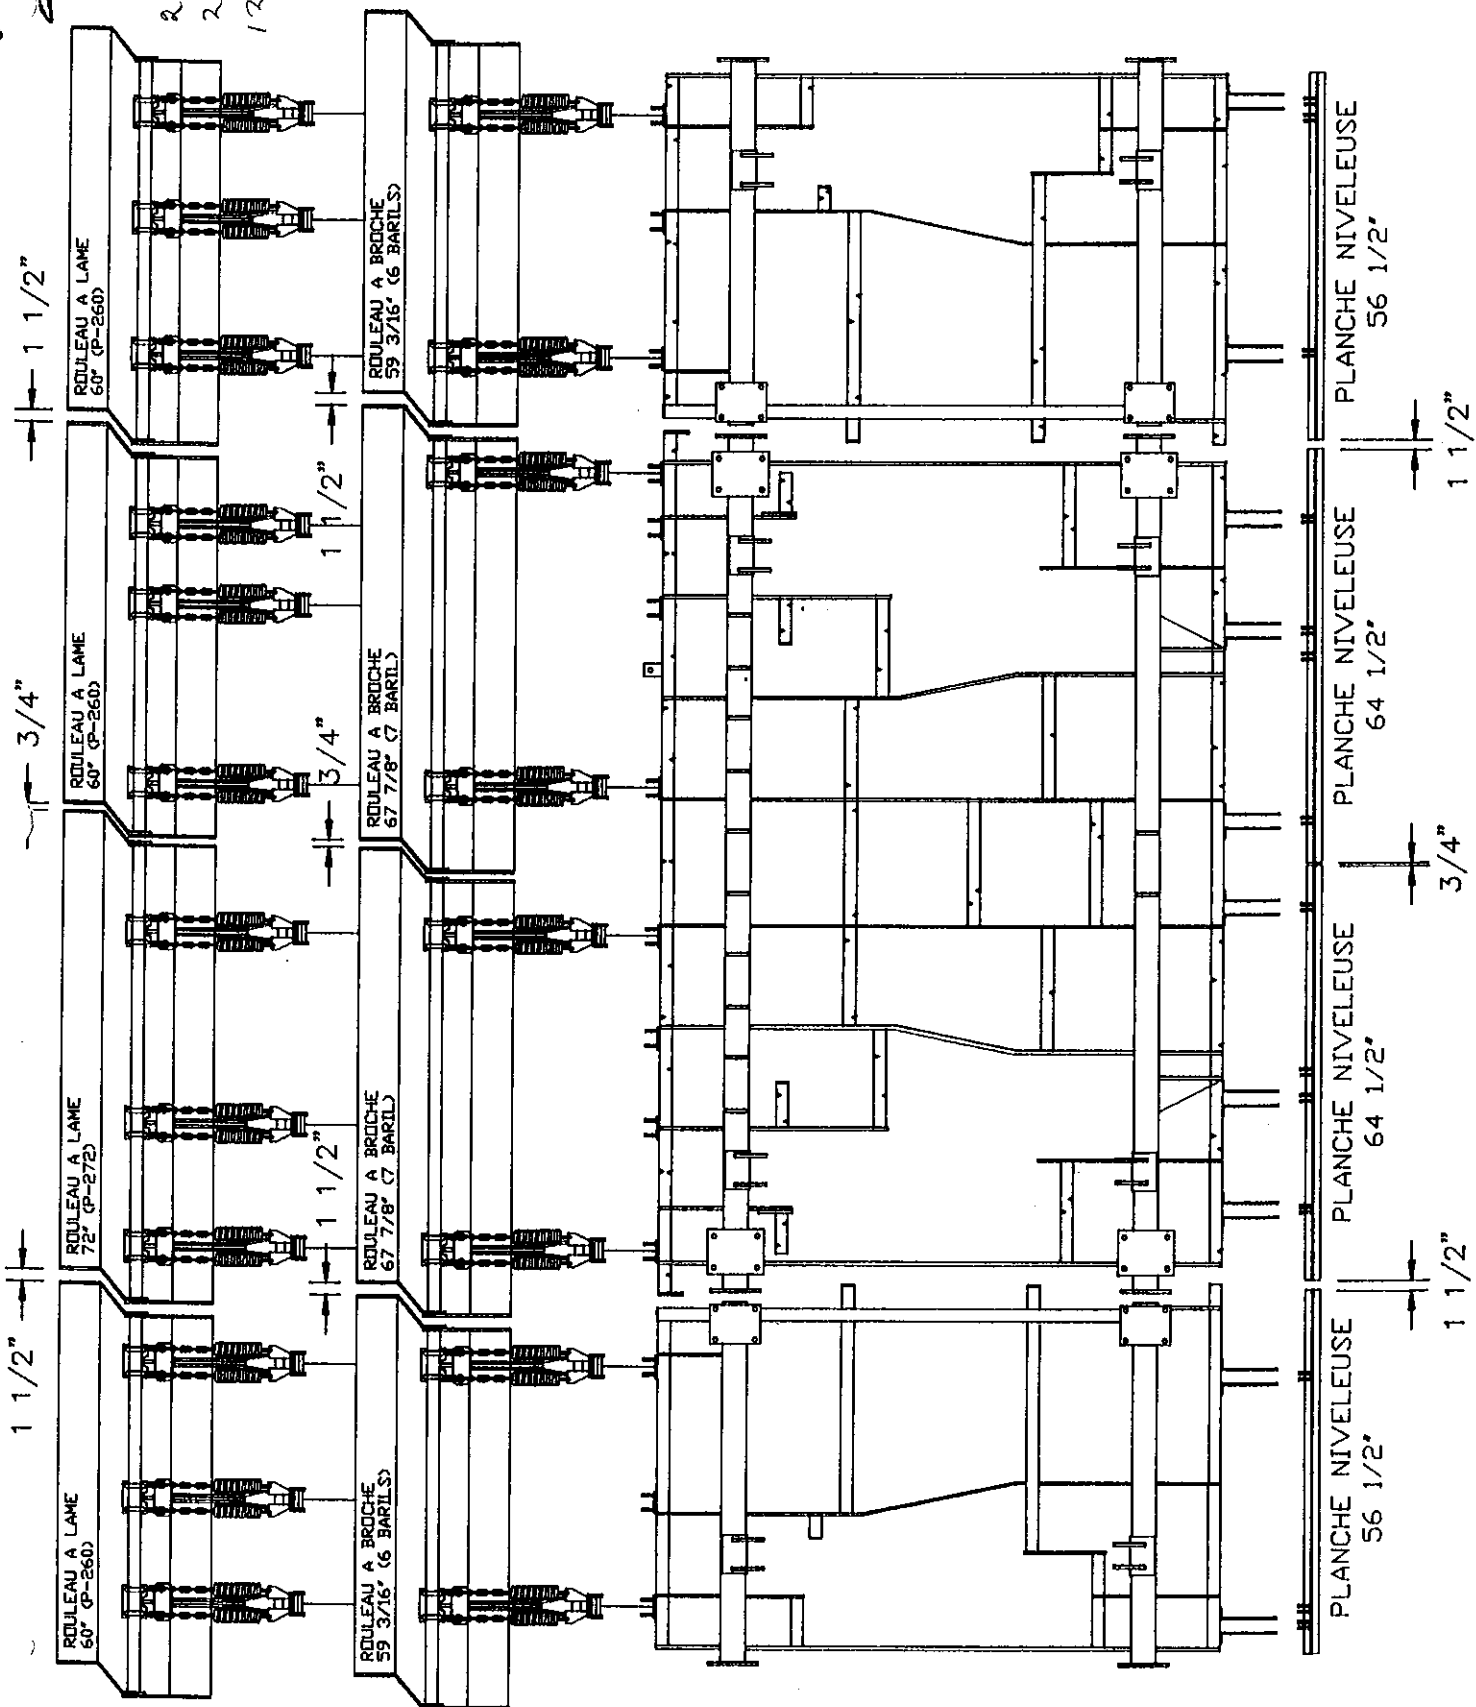 1 1/2"
3/4"
1 1/2"
ROULEAU A LAME
60" (P-260)
ROULEAU A LAME
72" (P-272)
ROULEAU A LAME
60" (P-260)
ROULEAU A LAME
60" (P-260)
1 1/2"
3/4"
1 1/2"
ROULEAU A BROCHE
59 3/16" (6 BARILS)
ROULEAU A BROCHE
67 7/8" (7 BARIL)
ROULEAU A BROCHE
67 7/8" (7 BARIL)
ROULEAU A BROCHE
59 3/16" (6 BARILS)
PLANCHE NIVELEUSE
56 1/2"
PLANCHE NIVELEUSE
64 1/2"
PLANCHE NIVELEUSE
64 1/2"
PLANCHE NIVELEUSE
56 1/2"
1 1/2"
3/4"
1 1/2"
2
2
12